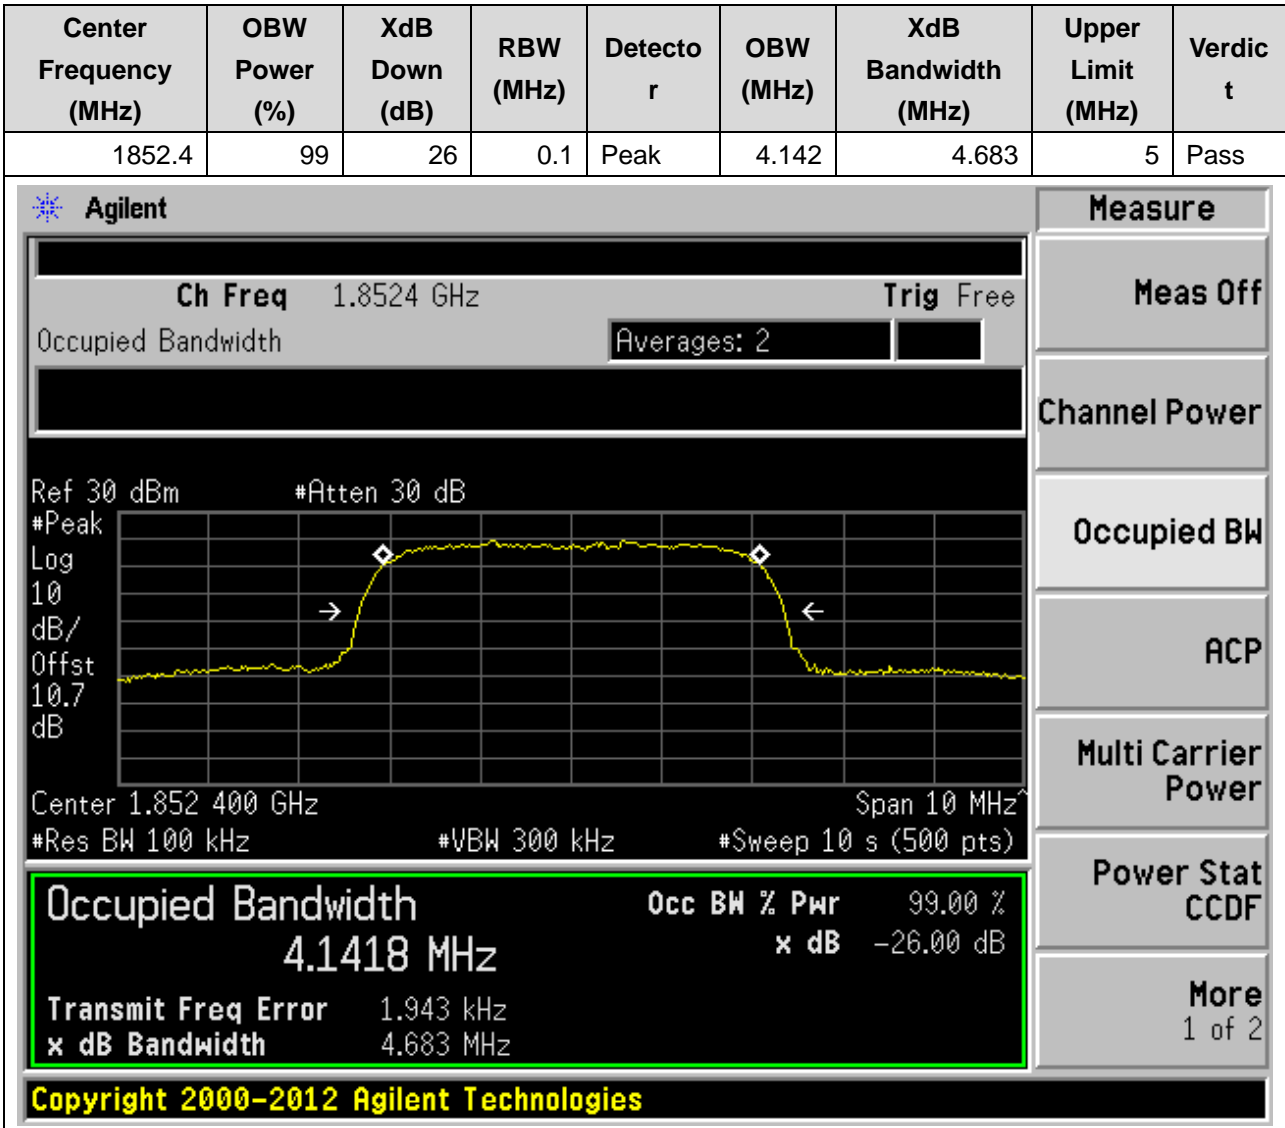 Center Frequency (MHz) OBW Power (%) XdB Down (dB) RBW (MHz) Detecto r OBW (MHz) XdB Bandwidth (MHz) Upper Limit (MHz) Verdic t
1852.4 99 26 0.1 Peak 4.142 4.683 5 Pass
Agilent
Measure
Ch Freq 1.8524 GHz Trig Free
Meas Off
Occupied Bandwidth Averages: 2
Channel Power
Ref 30 dBm #Atten 30 dB
#Peak
Log
10
dB/
Offst
10.7
dB
Occupied BW
ACP
Multi Carrier
Power
Center 1.852 400 GHz Span 10 MHz^
#Res BW 100 kHz #VBW 300 kHz #Sweep 10 s (500 pts)
Power Stat
CCDF
Occupied Bandwidth Occ BW % Pwr 99.00 %
4.1418 MHz x dB -26.00 dB
Transmit Freq Error 1.943 kHz
x dB Bandwidth 4.683 MHz
More
1 of 2
Copyright 2000-2012 Agilent Technologies